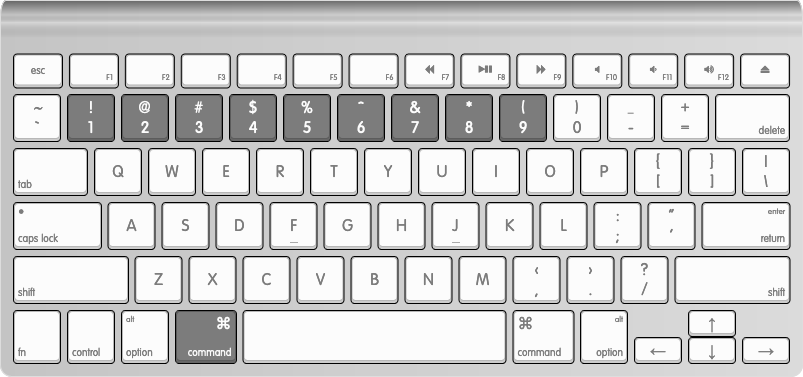 esc F1 F2 F3 F4 F5 F6 F7 F8 F9 F10 F11 F12
~ ! @ # $ % ^ & * ( ) _ +
` 1 2 3 4 5 6 7 8 9 0 - = delete
tab Q W E R T Y U I O P { [ } ] | \
caps lock A S D F G H J K L : ; " ' enter return
shift Z X C V B N M < , > . ? / shift
fn control alt option ⌘ command ⌘ command alt option ← ↑ ↓ →